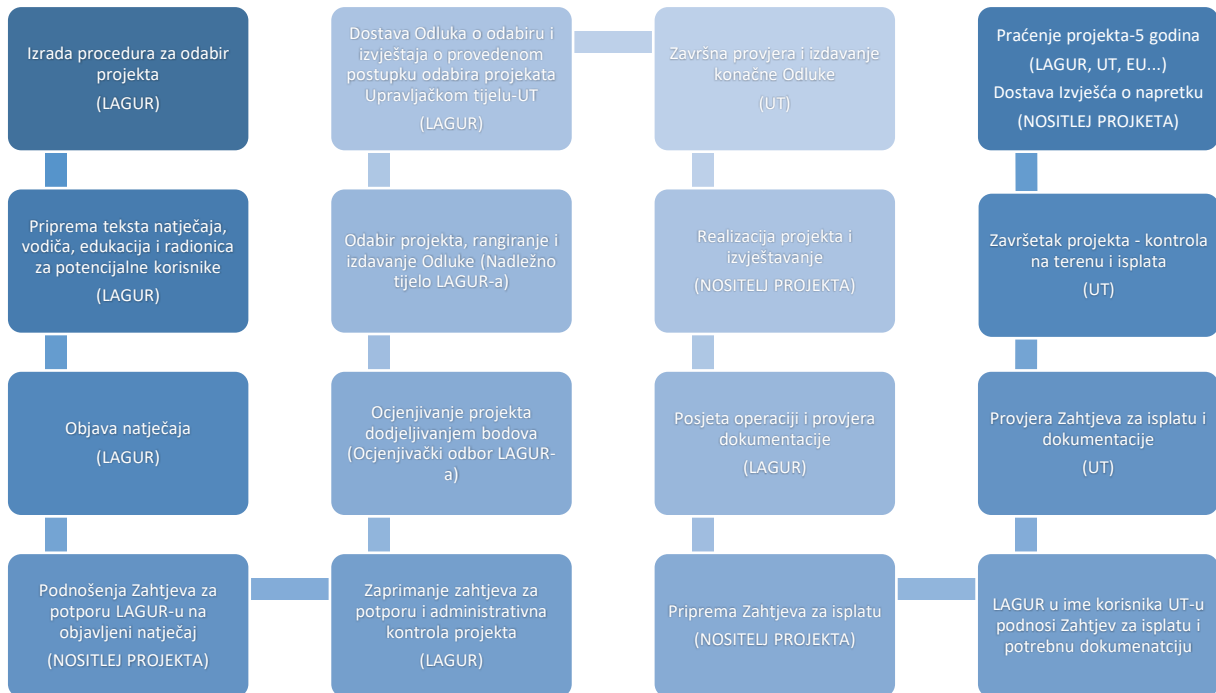 Izrada procedura za odabir
projekta
(LAGUR)
Priprema teksta natječaja,
vodiča, edukacija i radionica
za potencijalne korisnike
(LAGUR)
Objava natječaja
(LAGUR)
Podnošenja Zahtjeva za
potporu LAGUR-u na
objavljeni natječaj
(NOSITLEJ PROJEKTA)
Zaprimanje zahtjeva za
potporu i administrativna
kontrola projekta
(LAGUR)
Ocjenjivanje projekta
dodjeljivanjem bodova
(Ocjenjivački odbor LAGUR-
a)
Odabir projekta, rangiranje i
izdavanje Odluke (Nadležno
tijelo LAGUR-a)
Dostava Odluka o odabiru i
izvještaja o provedenom
postupku odabira projekata
Upravljačkom tijelu-UT
(LAGUR)
Završna provjera i izdavanje
konačne Odluke
(UT)
Realizacija projekta i
izvještavanje
(NOSITELJ PROJEKTA)
Posjeta operaciji i provjera
dokumentacije
(LAGUR)
Priprema Zahtjeva za isplatu
(NOSITELJ PROJEKTA)
LAGUR u ime korisnika UT-u
podnosi Zahtjev za isplatu i
potrebnu dokumenatciju
Provjera Zahtjeva za isplatu i
dokumentacije
(UT)
Završetak projekta - kontrola
na terenu i isplata
(UT)
Praćenje projekta-5 godina
(LAGUR, UT, EU...)
Dostava Izvješća o napretku
(NOSITLEJ PROJKETA)